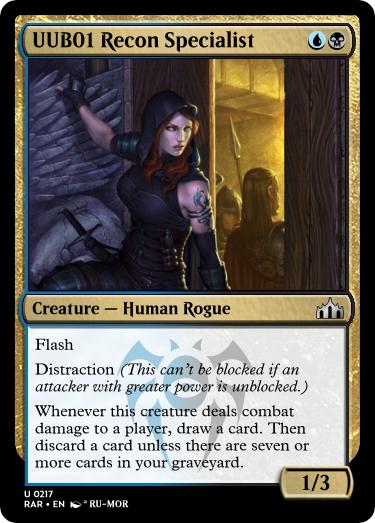 UUB01 Recon Specialist
Creature — Human Rogue
Flash
Distraction (This can't be blocked if an
attacker with greater power is unblocked.)
Whenever this creature deals combat
damage to a player, draw a card. Then
discard a card unless there are seven or
more cards in your graveyard.
1/3
U 0217
RAR • EN RU-MOR